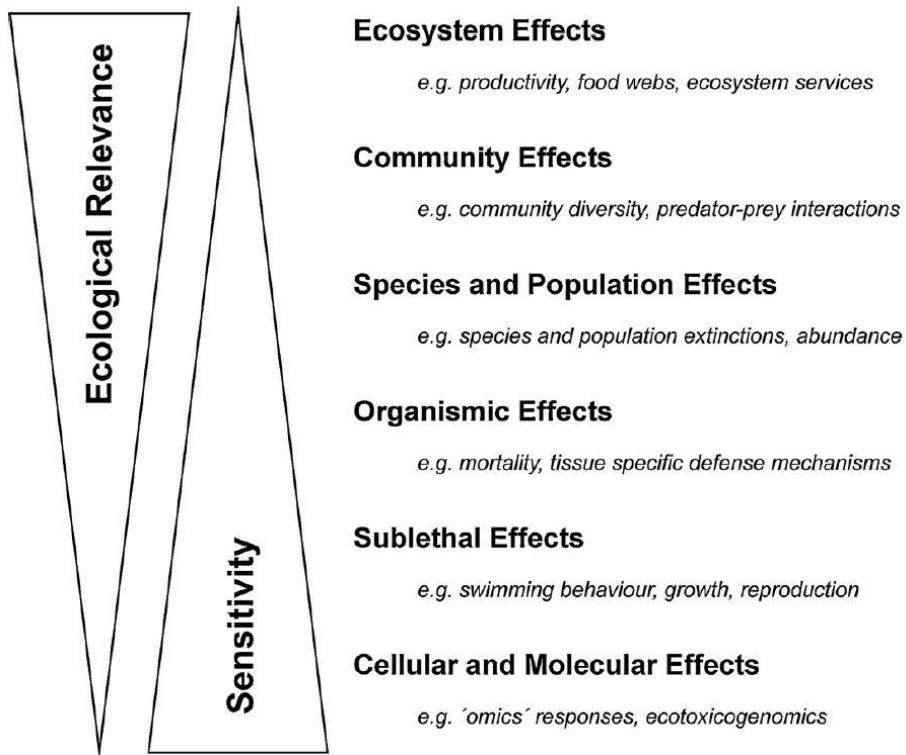 Ecological Relevance
Sensitivity
Ecosystem Effects
e.g. productivity, food webs, ecosystem services
Community Effects
e.g. community diversity, predator-prey interactions
Species and Population Effects
e.g. species and population extinctions, abundance
Organismic Effects
e.g. mortality, tissue specific defense mechanisms
Sublethal Effects
e.g. swimming behaviour, growth, reproduction
Cellular and Molecular Effects
e.g. ´omics´ responses, ecotoxicogenomics